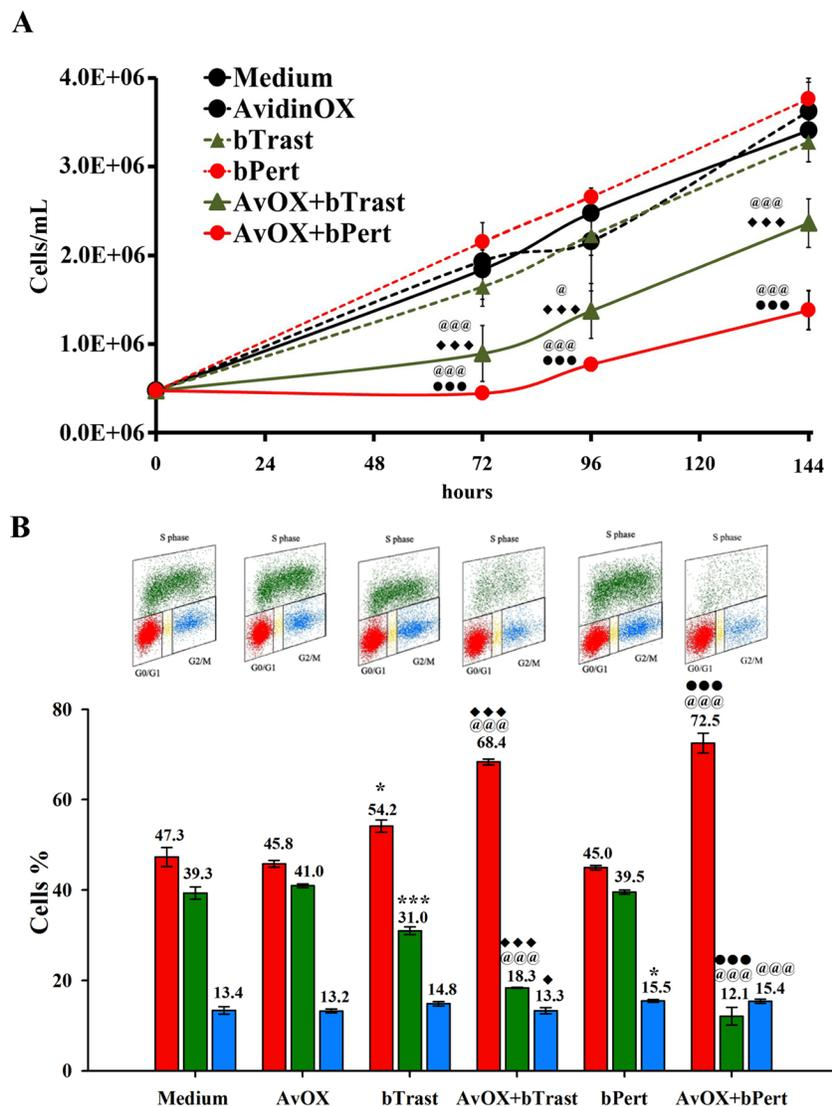 A
4.0E+06
3.0E+06
2.0E+06
1.0E+06
0.0E+06
Cells/mL
Medium
AvidinOX
bTrast
bPert
AvOX+bTrast
AvOX+bPert
@@@
◆◆◆
@@@
●●●
@
◆◆◆
@@@
●●●
@@@
◆◆◆
@@@
●●●
0 24 48 72 96 120 144
hours
B
S phase S phase S phase S phase S phase S phase
G0/G1 G2/M G0/G1 G2/M G0/G1 G2/M G0/G1 G2/M G0/G1 G2/M G0/G1 G2/M
Cells %
80
60
40
20
0
47.3
39.3
13.4
45.8
41.0
13.2
*
54.2
***
31.0
14.8
◆◆◆
@@@
68.4
◆◆◆
@@@
18.3
◆
13.3
45.0
39.5
*
15.5
●●●
@@@
72.5
●●●
@@@
12.1
@@@
15.4
Medium AvOX bTrast AvOX+bTrast bPert AvOX+bPert